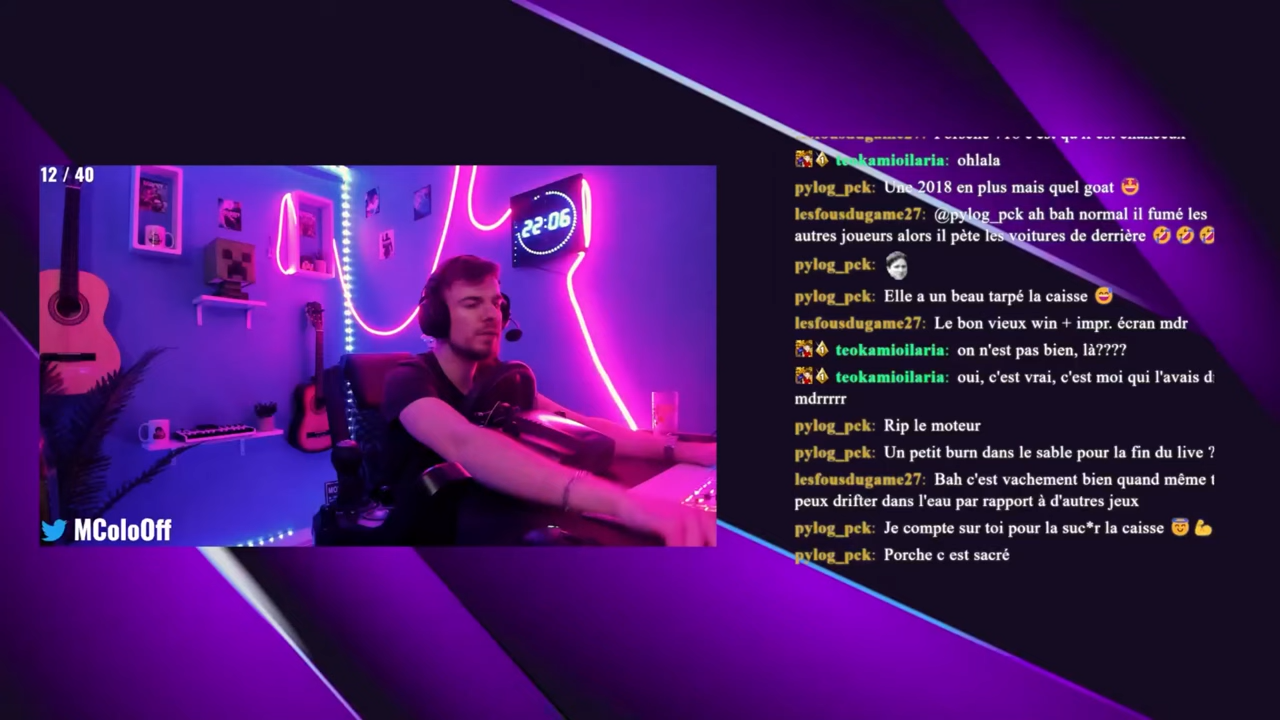 12 / 40
22:06
MColoOff
teokamioilaria: ohlala
pylog_pck: Une 2018 en plus mais quel goat 🤩
lesfousdugame27: @pylog_pck ah bah normal il fumé les
autres joueurs alors il pète les voitures de derrière 🤣 🤣 🤣
pylog_pck:
pylog_pck: Elle a un beau tarpé la caisse 😅
lesfousdugame27: Le bon vieux win + impr. écran mdr
teokamioilaria: on n'est pas bien, là????
teokamioilaria: oui, c'est vrai, c'est moi qui l'avais
mdrrrrr
pylog_pck: Rip le moteur
pylog_pck: Un petit burn dans le sable pour la fin du live ?
lesfousdugame27: Bah c'est vachement bien quand même
peux drifter dans l'eau par rapport à d'autres jeux
pylog_pck: Je compte sur toi pour la suc*r la caisse 😇 💪
pylog_pck: Porche c est sacré